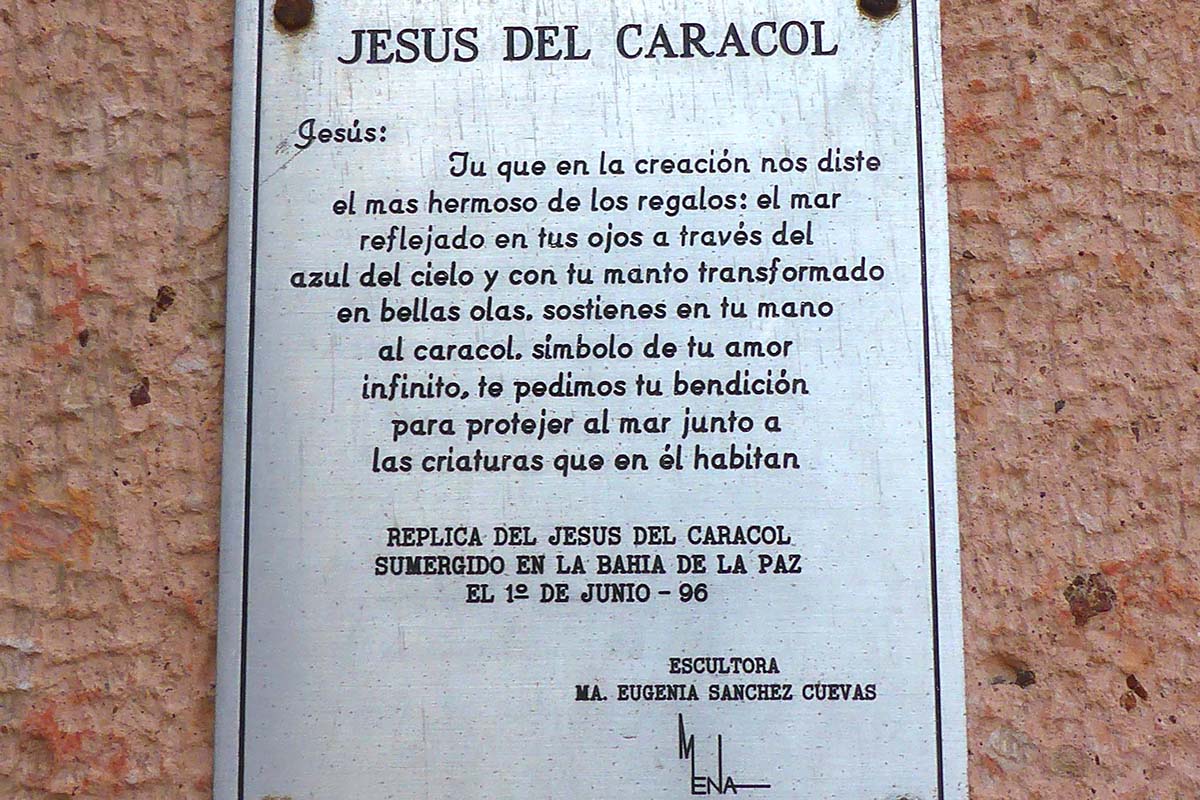 JESUS DEL CARACOL
Jesús:
Tu que en la creación nos diste
el mas hermoso de los regalos: el mar
reflejado en tus ojos a través del
azul del cielo y con tu manto transformado
en bellas olas, sostienes en tu mano
al caracol, símbolo de tu amor
infinito, te pedimos tu bendición
para protejer al mar junto a
las criaturas que en él habitan
REPLICA DEL JESUS DEL CARACOL
SUMERGIDO EN LA BAHIA DE LA PAZ
EL 1º DE JUNIO - 96
ESCULTORA
MA. EUGENIA SANCHEZ CUEVAS
MENA